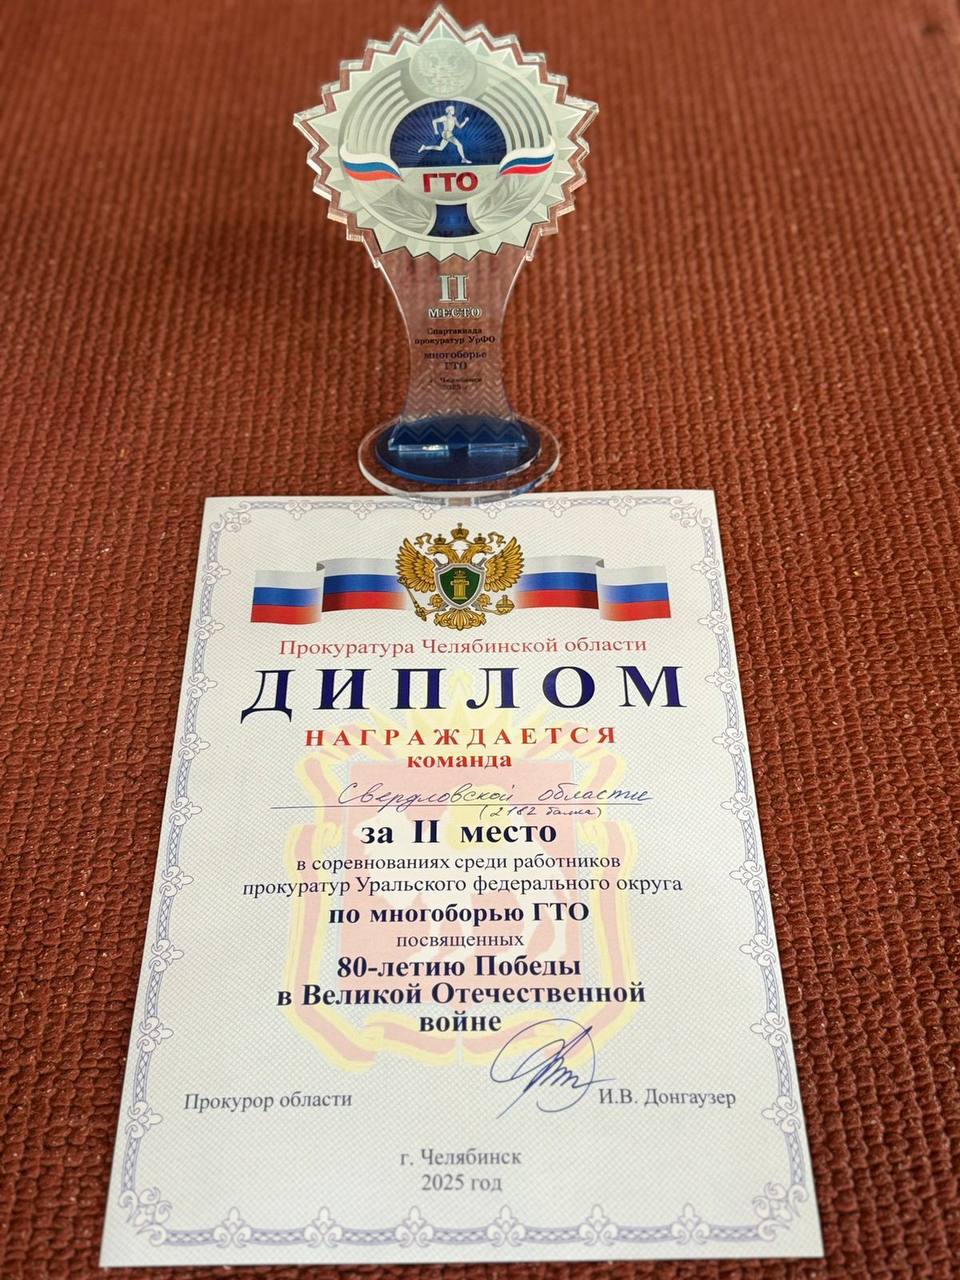 ГТО
II
МЕСТО
Спартакиада
прокуратур УрФО
многоборье
ГТО
г. Челябинск
Прокуратура Челябинской области
ДИПЛОМ
НАГРАЖДАЕТСЯ
команда
Свердловской области
(2182 балла)
за II место
в соревнованиях среди работников
прокуратур Уральского федерального округа
по многоборью ГТО
посвященных
80-летию Победы
в Великой Отечественной
войне
Прокурор области И.В. Донгаузер
г. Челябинск
2025 год